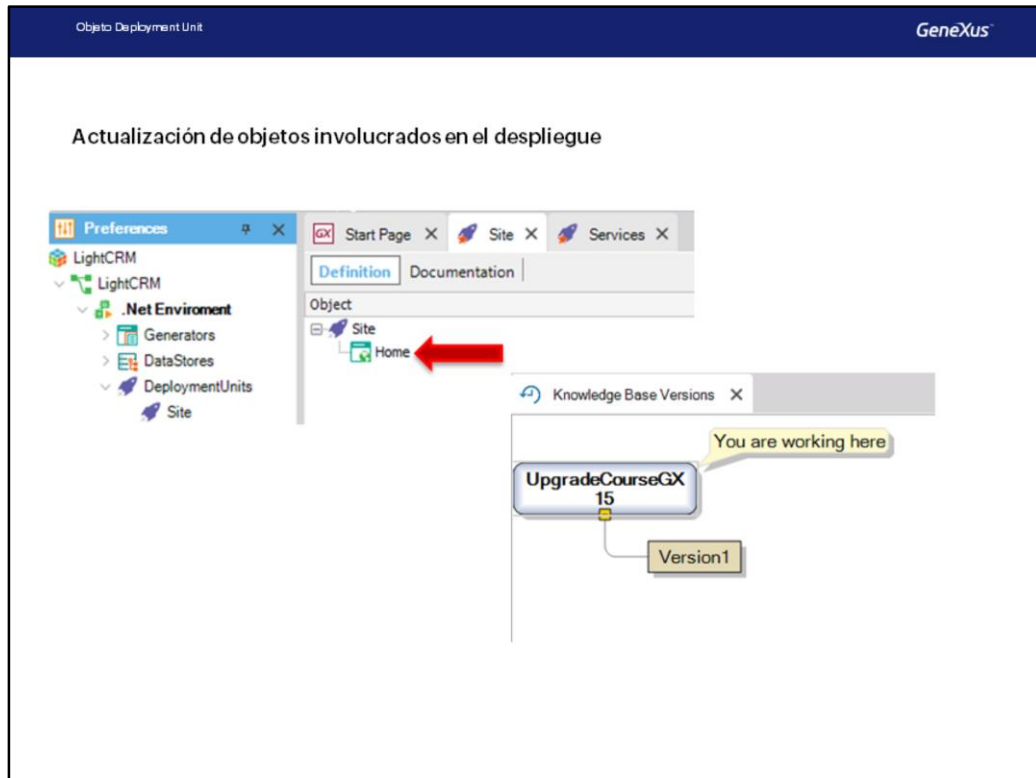 Objeto Deployment Unit
GeneXus
Actualización de objetos involucrados en el despliegue
Preferences
LightCRM
LightCRM
.Net Enviroment
Generators
DataStores
DeploymentUnits
Site
GX Start Page
Site
Services
Definition
Documentation
Object
Site
Home
Knowledge Base Versions
You are working here
UpgradeCourseGX
15
Version1